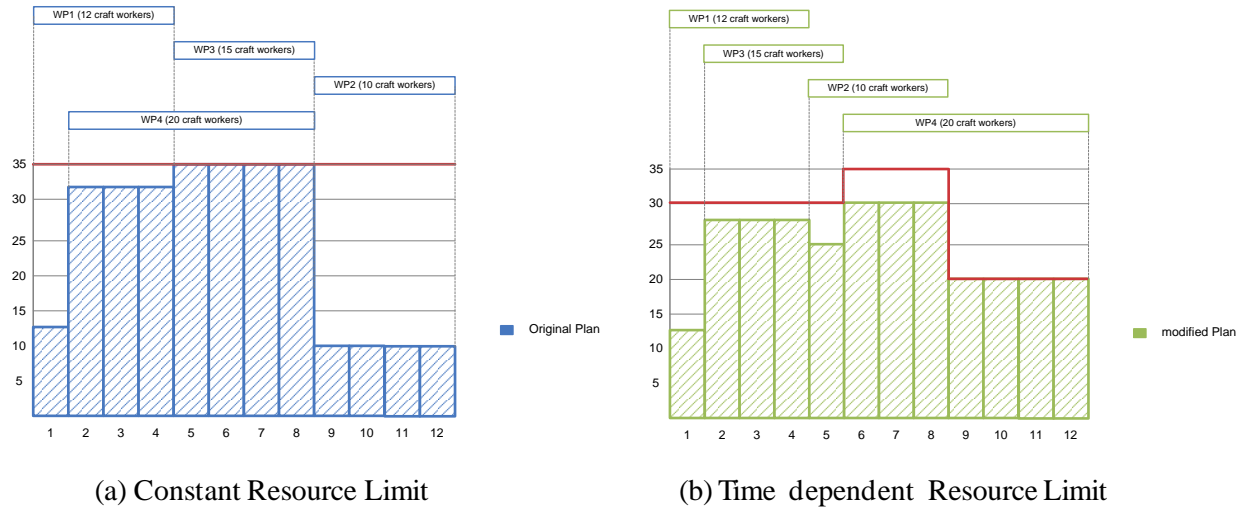 WP1 (12 craft workers)
WP3 (15 craft workers)
WP2 (10 craft workers)
WP4 (20 craft workers)
35
30
25
20
15
10
5
1 2 3 4 5 6 7 8 9 10 11 12
Original Plan
(a) Constant Resource Limit
WP1 (12 craft workers)
WP3 (15 craft workers)
WP2 (10 craft workers)
WP4 (20 craft workers)
35
30
25
20
15
10
5
1 2 3 4 5 6 7 8 9 10 11 12
modified Plan
(b) Time dependent Resource Limit